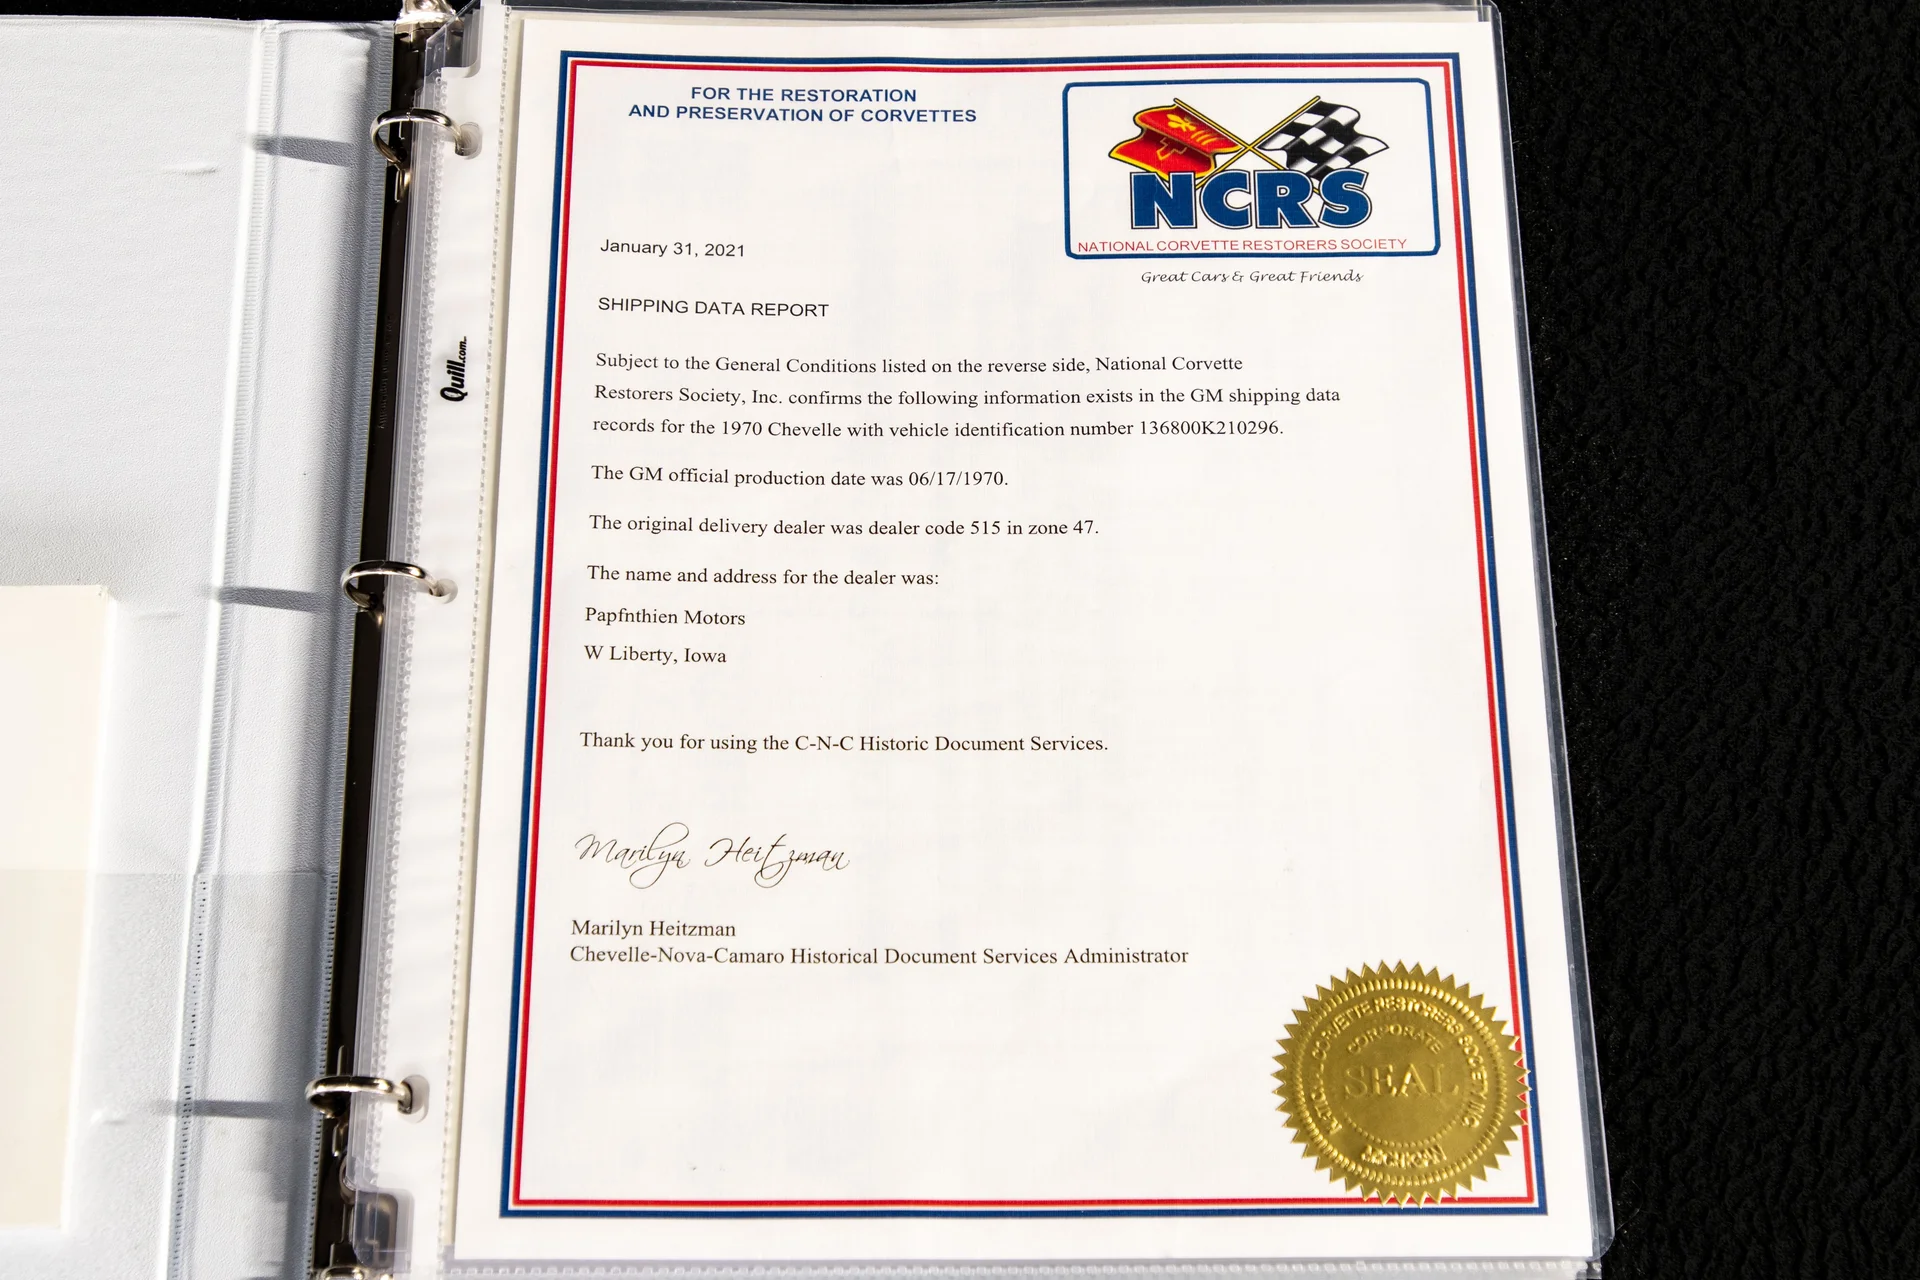 FOR THE RESTORATION
AND PRESERVATION OF CORVETTES
NCRS
NATIONAL CORVETTE RESTORERS SOCIETY
Great Cars & Great Friends
January 31, 2021
SHIPPING DATA REPORT
Subject to the General Conditions listed on the reverse side, National Corvette
Restorers Society, Inc. confirms the following information exists in the GM shipping data
records for the 1970 Chevelle with vehicle identification number 136800K210296.
The GM official production date was 06/17/1970.
The original delivery dealer was dealer code 515 in zone 47.
The name and address for the dealer was:
Papfnthien Motors
W Liberty, Iowa
Thank you for using the C-N-C Historic Document Services.
Marilyn Heitzman
Marilyn Heitzman
Chevelle-Nova-Camaro Historical Document Services Administrator
Quill.com
CORVETTE RESTORERS SOCIETY INC
CORPORATE
SEAL